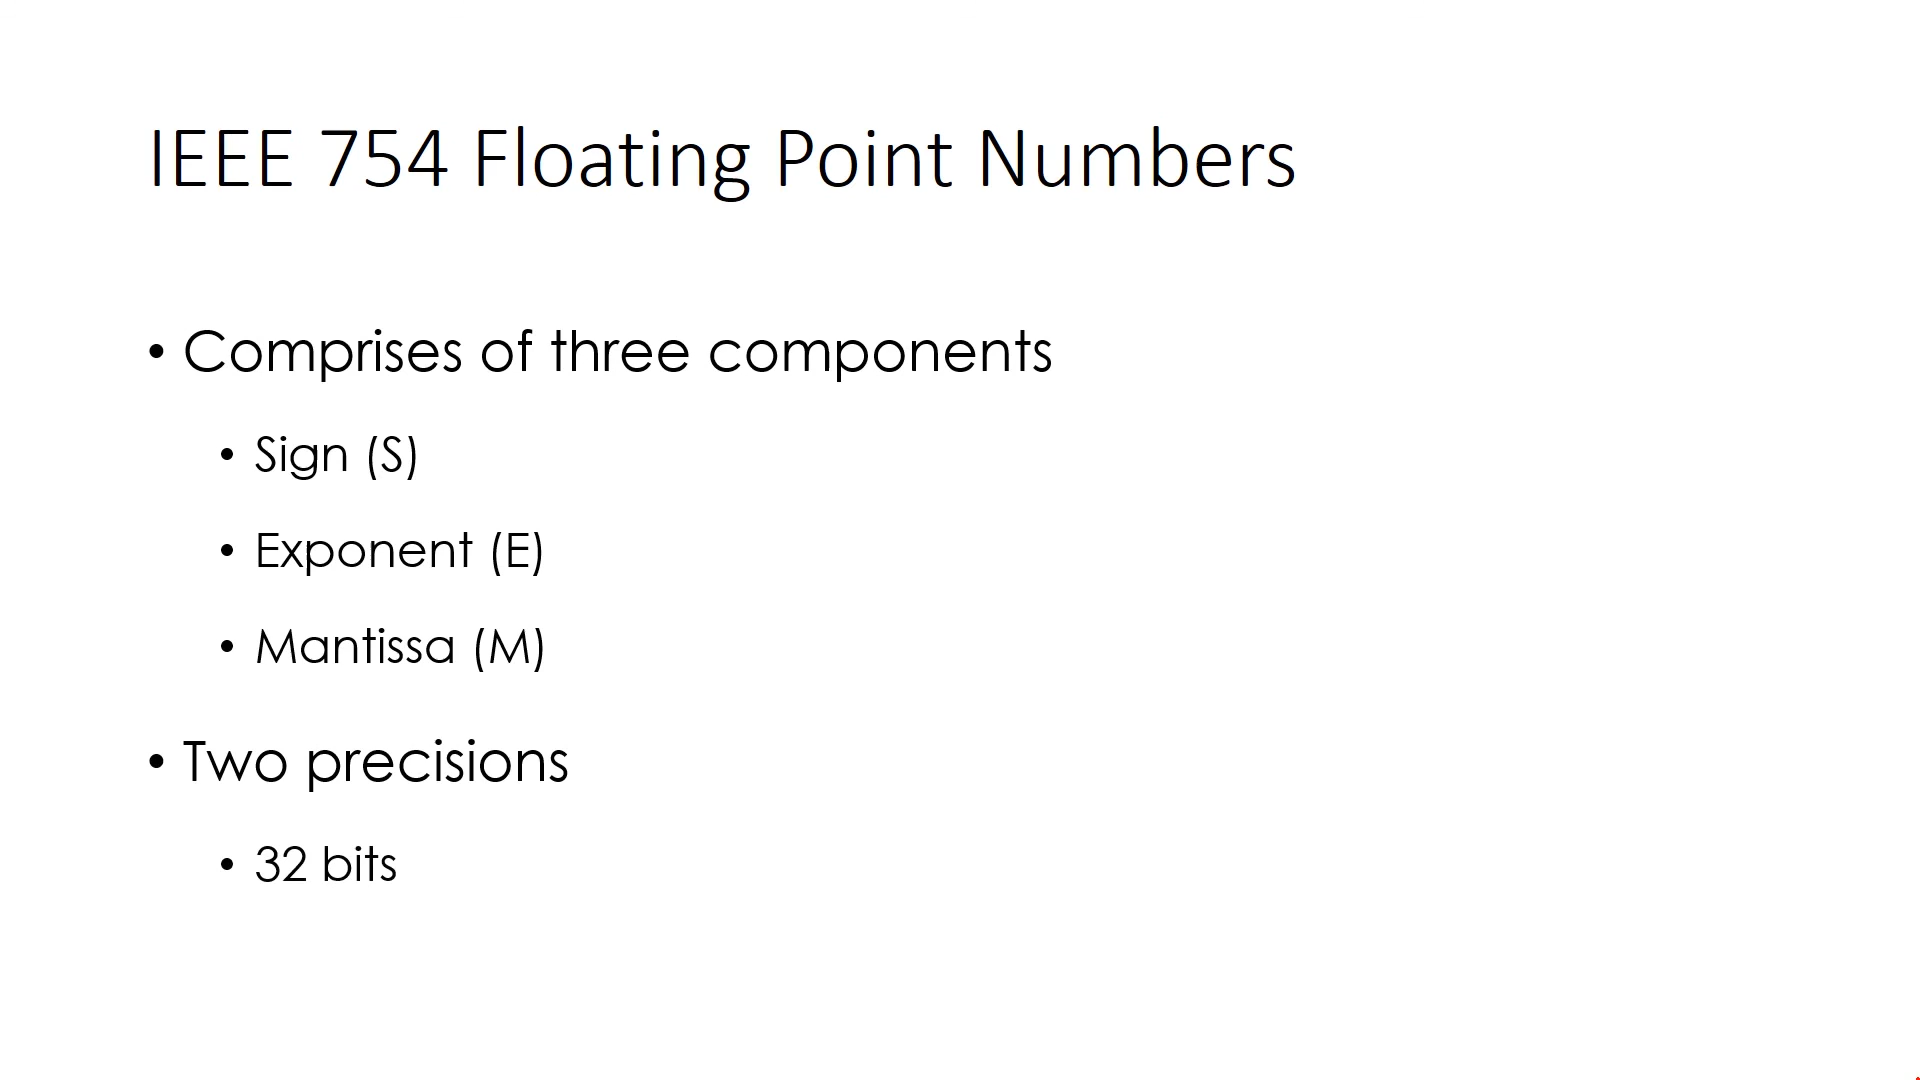 IEEE 754 Floating Point Numbers
• Comprises of three components
• Sign (S)
• Exponent (E)
• Mantissa (M)
• Two precisions
• 32 bits